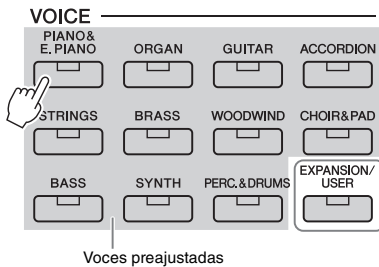 VOICE
PIANO &
E. PIANO
ORGAN
GUITAR
ACCORDION
STRINGS
BRASS
WOODWIND
CHOIR & PAD
BASS
SYNTH
PERC. & DRUMS
EXPANSION/
USER
Voces preajustadas